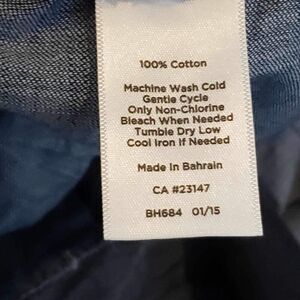 100% Cotton
Machine Wash Cold
Gentle Cycle
Only Non-Chlorine
Bleach When Needed
Tumble Dry Low
Cool Iron if Needed
Made In Bahrain
CA #23147
BH684 01/15